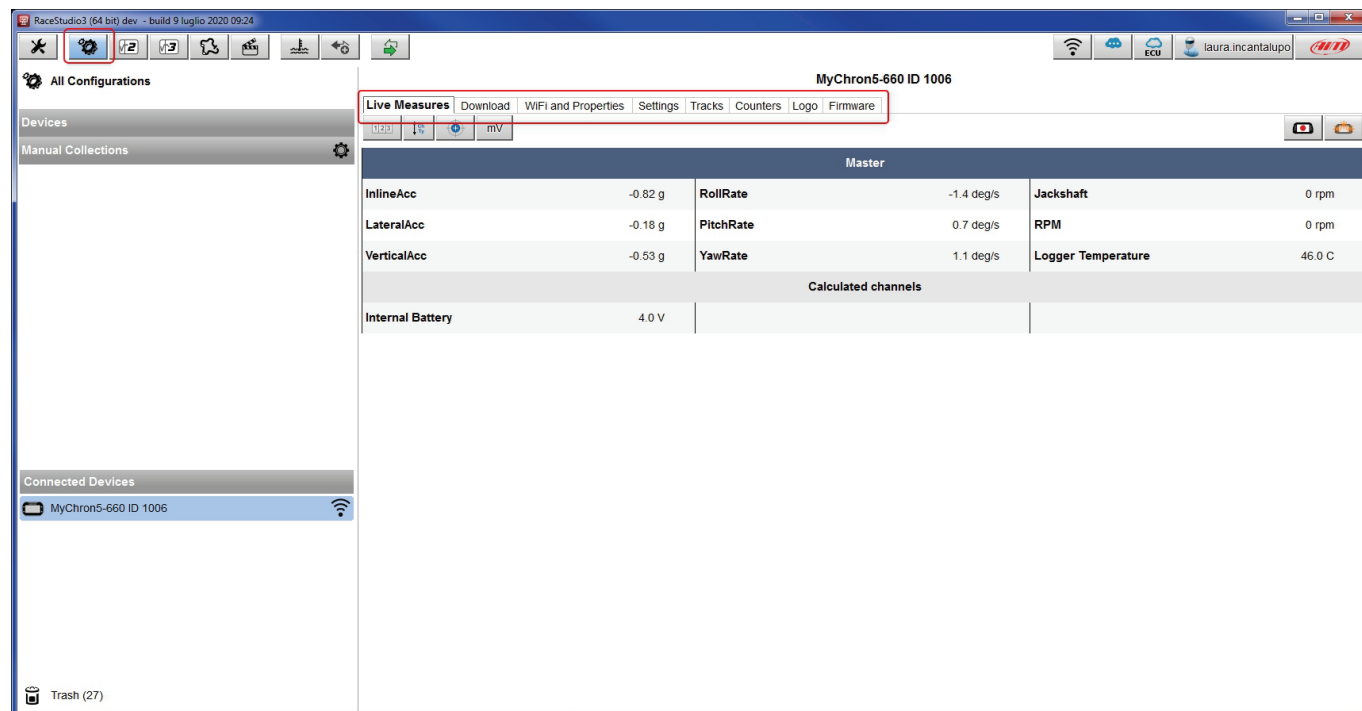 RaceStudio3 (64 bit) dev - build 9 luglio 2020 09:24
ECU laura.incantalupo AIM
All Configurations
MyChron5-660 ID 1006
Live Measures Download WiFi and Properties Settings Tracks Counters Logo Firmware
Devices
123 mV
Manual Collections
Master
InlineAcc -0.82 g RollRate -1.4 deg/s Jackshaft 0 rpm
LateralAcc -0.18 g PitchRate 0.7 deg/s RPM 0 rpm
VerticalAcc -0.53 g YawRate 1.1 deg/s Logger Temperature 46.0 C
Calculated channels
Internal Battery 4.0 V
Connected Devices
MyChron5-660 ID 1006
Trash (27)